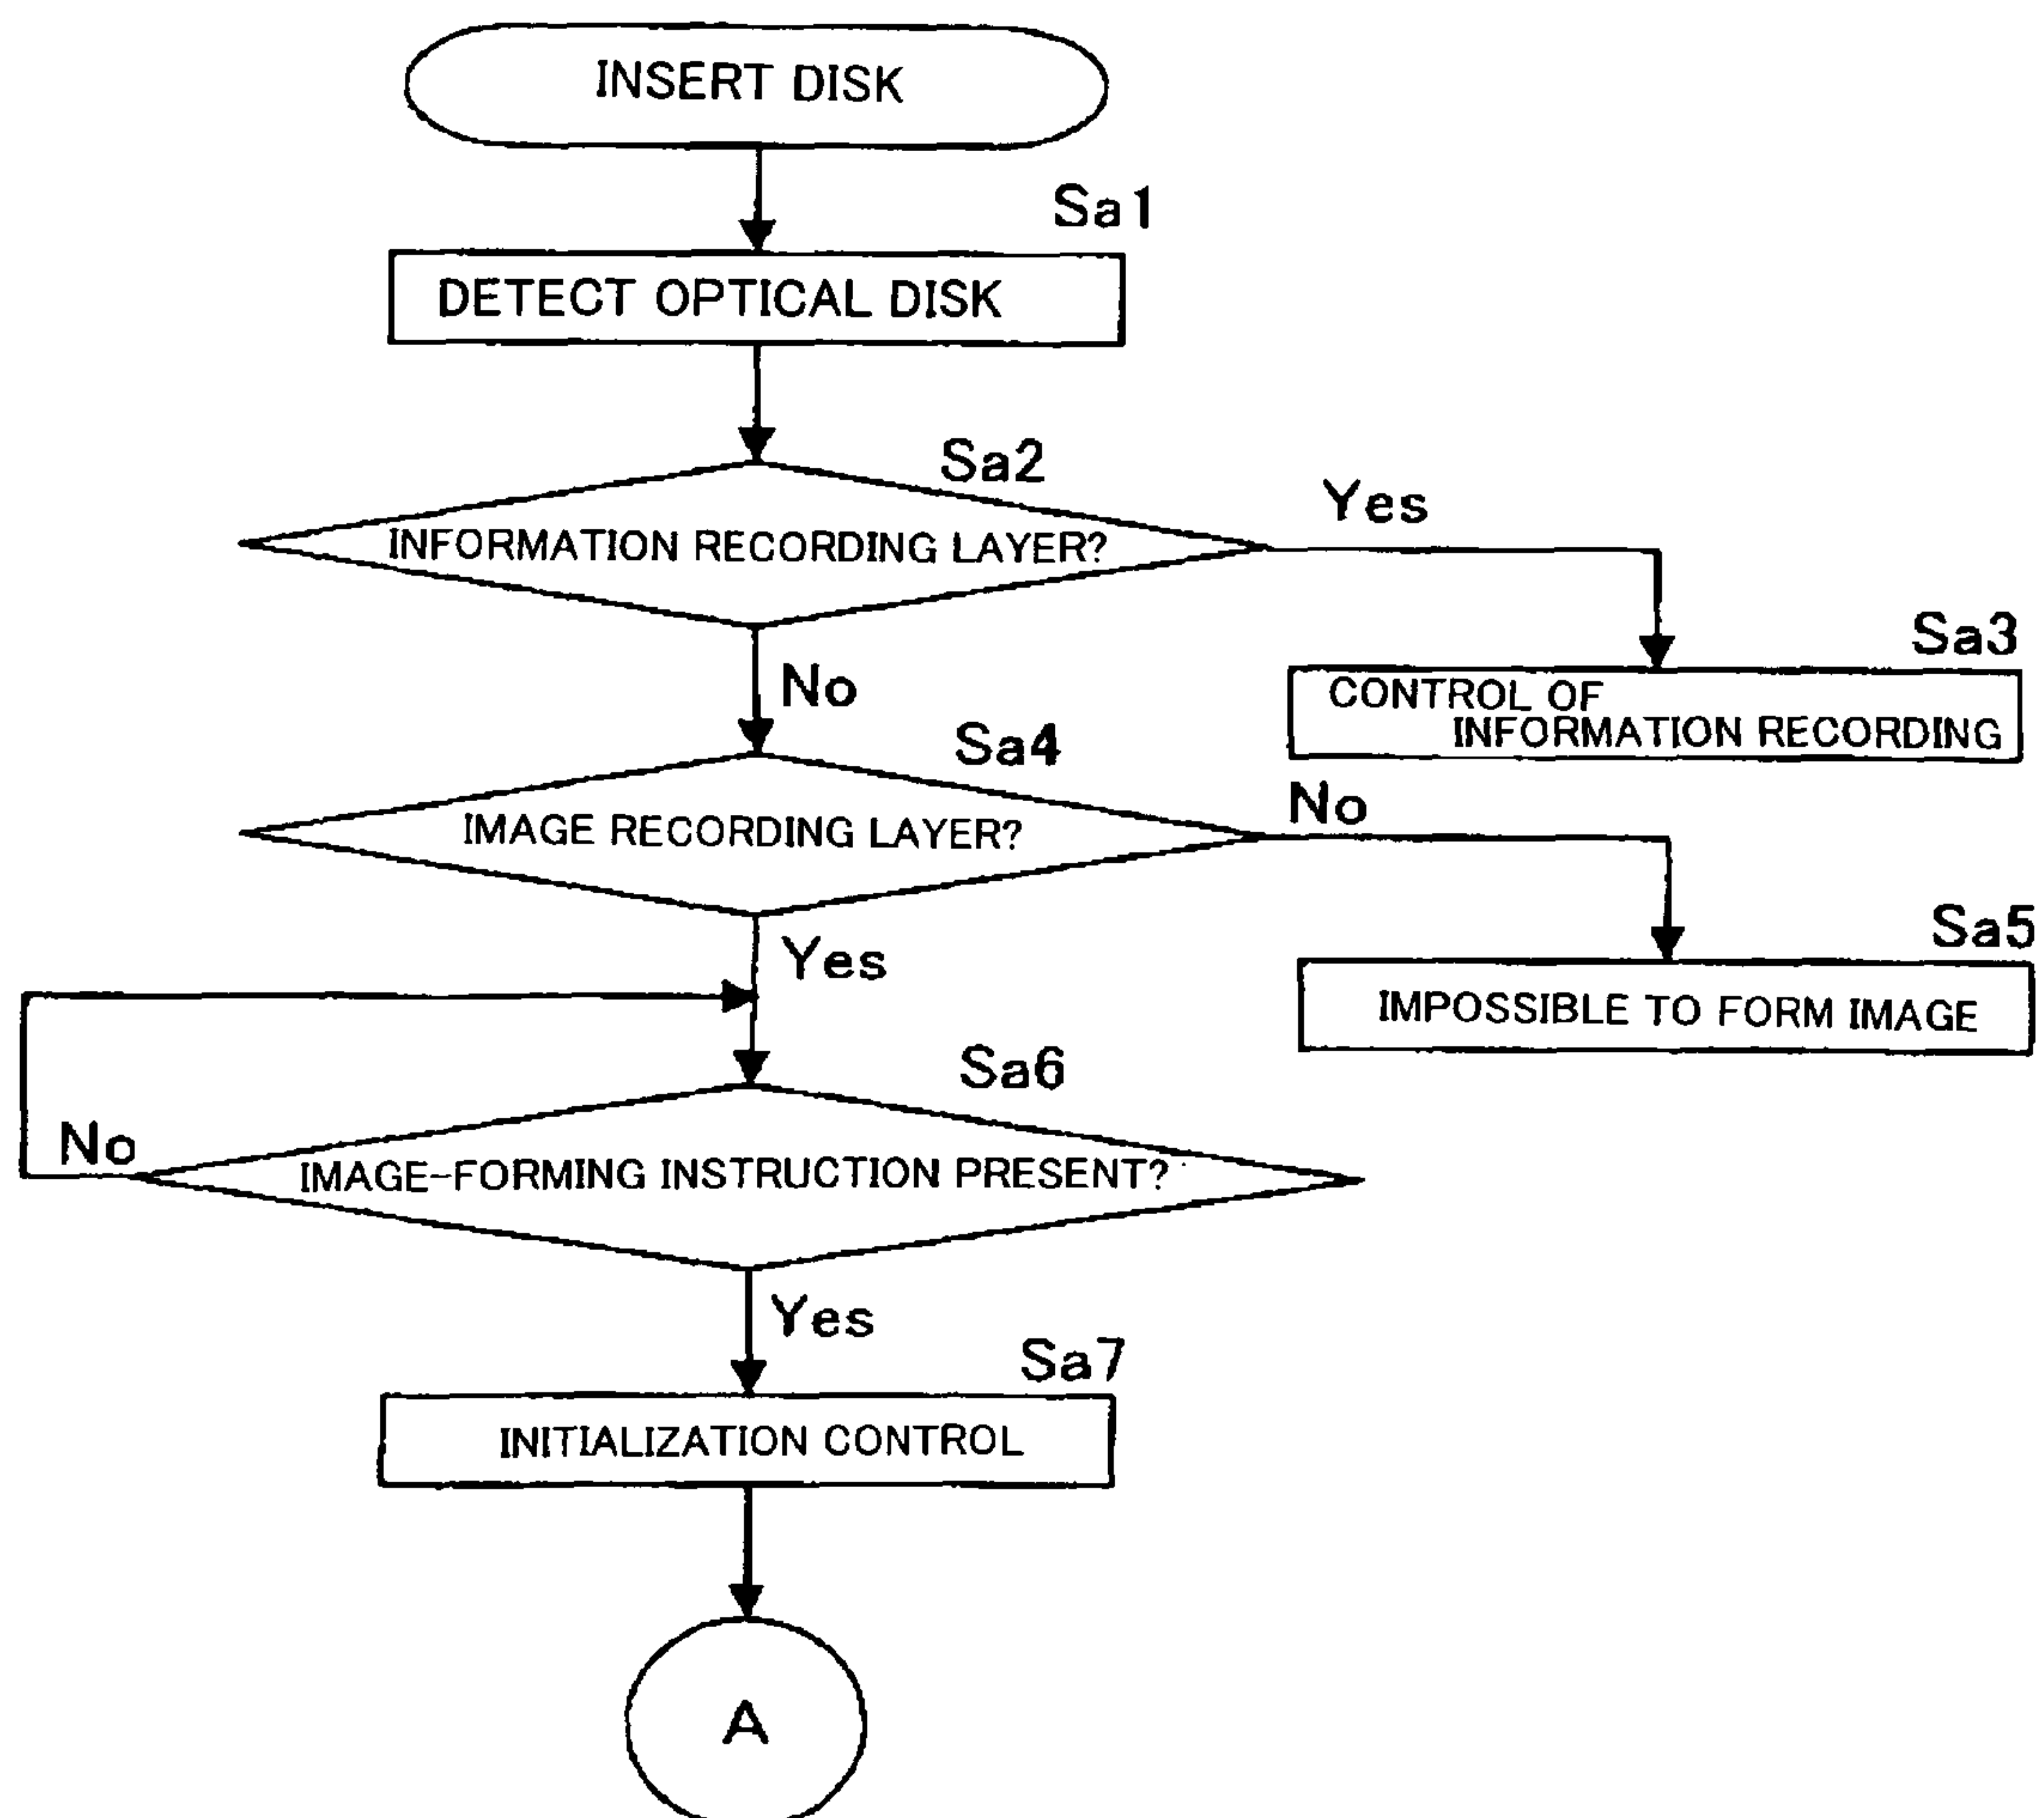 INSERT DISK
Sa1
DETECT OPTICAL DISK
Sa2
INFORMATION RECORDING LAYER?
Yes
Sa3
CONTROL OF
INFORMATION RECORDING
No
Sa4
IMAGE RECORDING LAYER?
No
Sa5
IMPOSSIBLE TO FORM IMAGE
Yes
Sa6
IMAGE-FORMING INSTRUCTION PRESENT?
No
Yes
Sa7
INITIALIZATION CONTROL
A